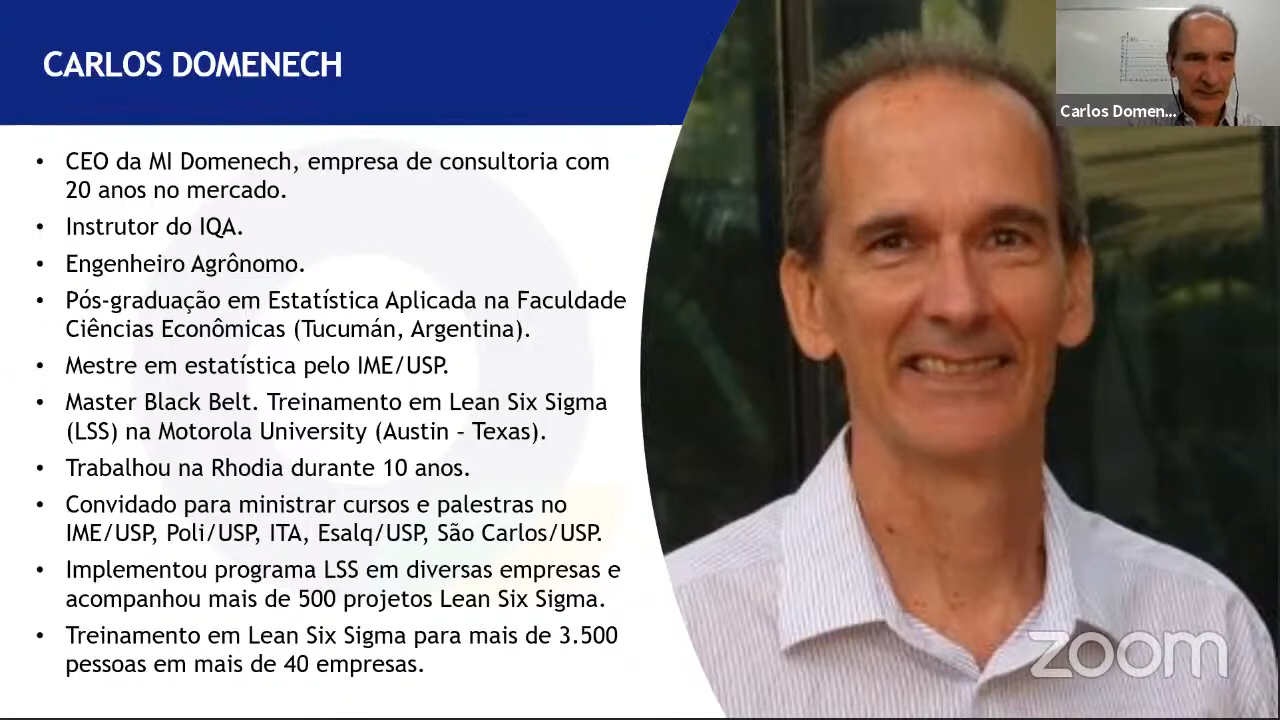 CARLOS DOMENECH
Carlos Domen...
• CEO da MI Domenech, empresa de consultoria com
20 anos no mercado.
• Instrutor do IQA.
• Engenheiro Agrônomo.
• Pós-graduação em Estatística Aplicada na Faculdade
Ciências Econômicas (Tucumán, Argentina).
• Mestre em estatística pelo IME/USP.
• Master Black Belt. Treinamento em Lean Six Sigma
(LSS) na Motorola University (Austin – Texas).
• Trabalhou na Rhodia durante 10 anos.
• Convidado para ministrar cursos e palestras no
IME/USP, Poli/USP, ITA, Esalq/USP, São Carlos/USP.
• Implementou programa LSS em diversas empresas e
acompanhou mais de 500 projetos Lean Six Sigma.
• Treinamento em Lean Six Sigma para mais de 3.500
pessoas em mais de 40 empresas.
zoom